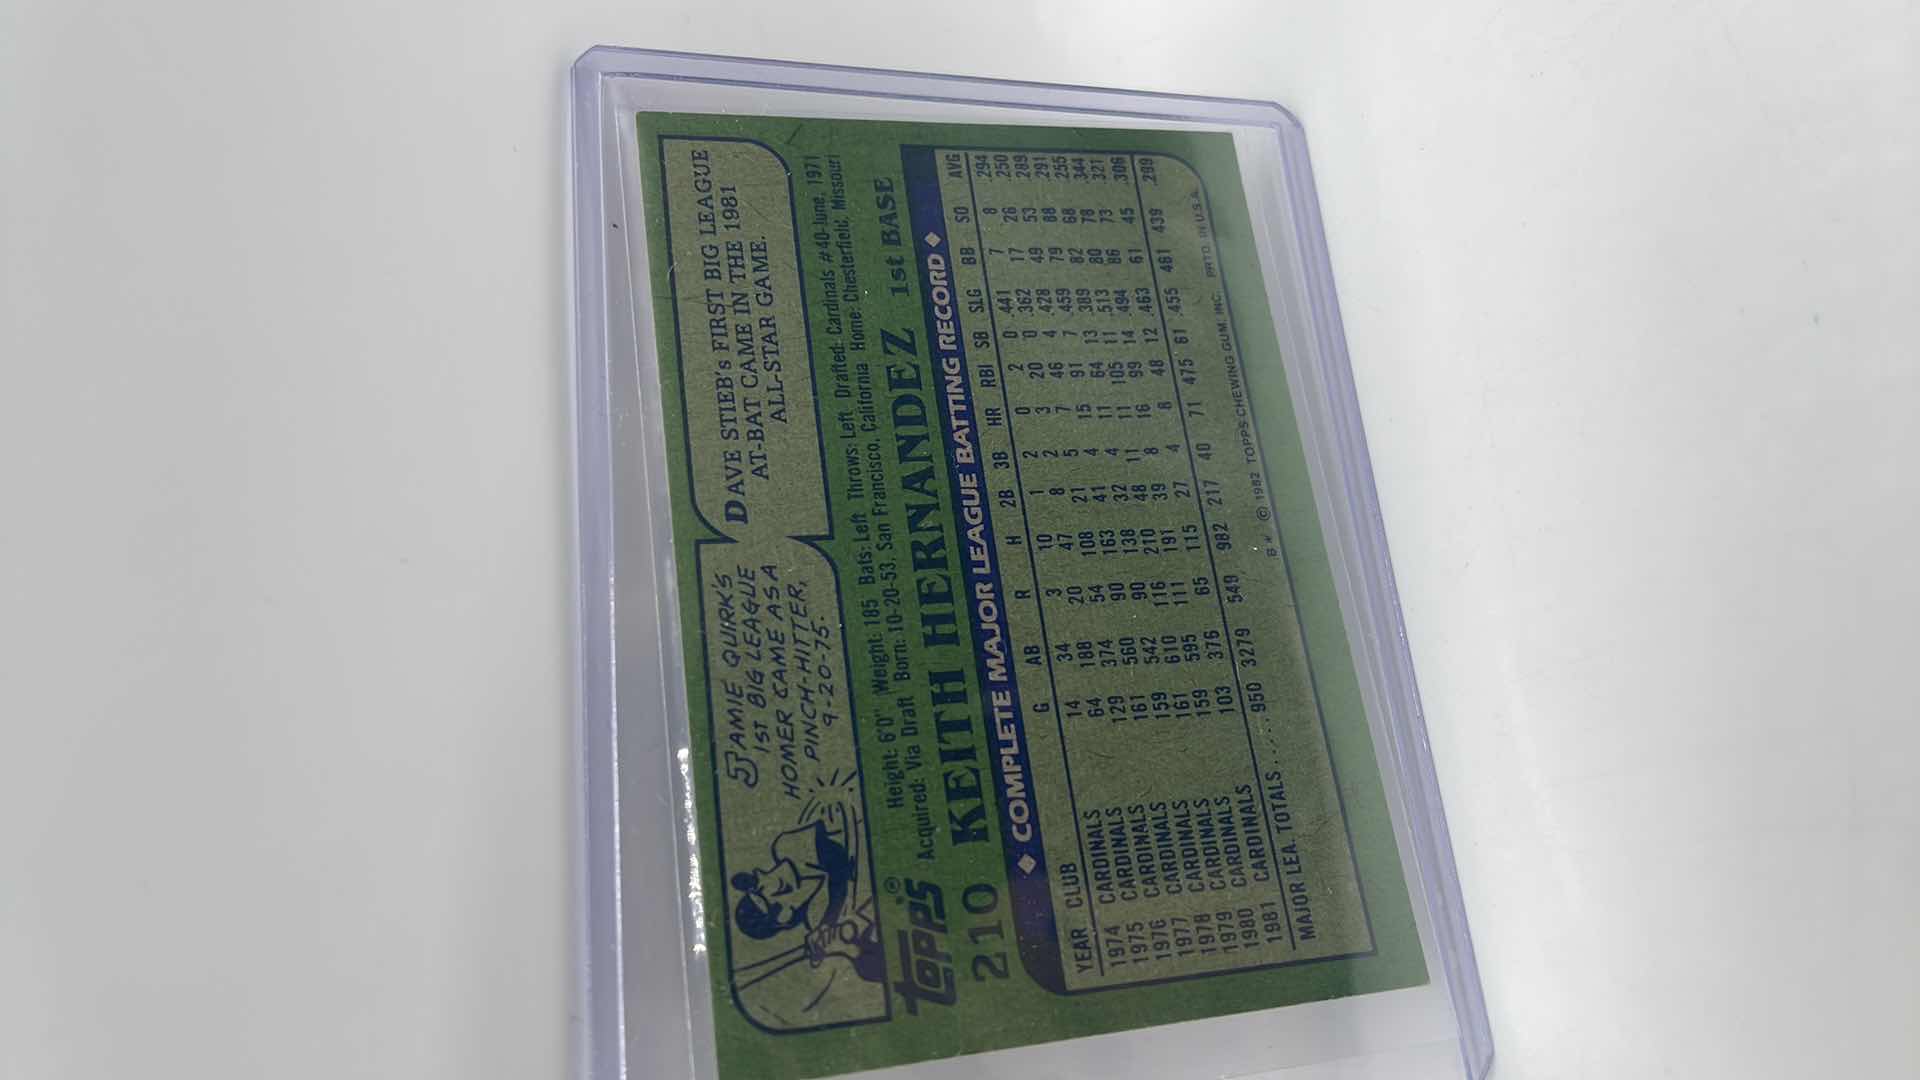 JAMIE QUIRK'S
1ST BIG LEAGUE
HOMER CAME AS A
PINCH-HITTER,
9-20-75.
DAVE STIEB's FIRST BIG LEAGUE
AT-BAT CAME IN THE 1981
ALL-STAR GAME.
TOPPS®
Height: 6'0" Weight: 185 Bats: Left Throws: Left Drafted: Cardinals #40-June, 1971
Acquired: Via Draft Born: 10-20-53, San Francisco, California Home: Chesterfield, Missouri
210 KEITH HERNANDEZ 1st BASE
◆ COMPLETE MAJOR LEAGUE BATTING RECORD ◆
YEAR CLUB G AB R H 2B 3B HR RBI SB SLG BB SO AVG
1974 CARDINALS 14 34 3 10 1 2 0 2 0 .441 7 8 .294
1975 CARDINALS 64 188 20 47 8 2 3 20 0 .362 17 26 .250
1976 CARDINALS 129 374 54 108 21 5 7 46 4 .428 49 53 .289
1977 CARDINALS 161 560 90 163 41 4 15 91 7 .459 79 88 .291
1978 CARDINALS 159 542 90 138 32 4 11 64 13 .389 82 68 .255
1979 CARDINALS 161 610 116 210 48 11 11 105 11 .513 80 78 .344
1980 CARDINALS 159 595 111 191 39 8 16 99 14 .494 86 73 .321
1981 CARDINALS 103 376 65 115 27 4 8 48 12 .463 61 45 .306
MAJOR LEA. TOTALS...... 950 3279 549 982 217 40 71 475 61 .455 461 439 .299
B* © 1982 TOPPS CHEWING GUM, INC. PRTD. IN U.S.A.